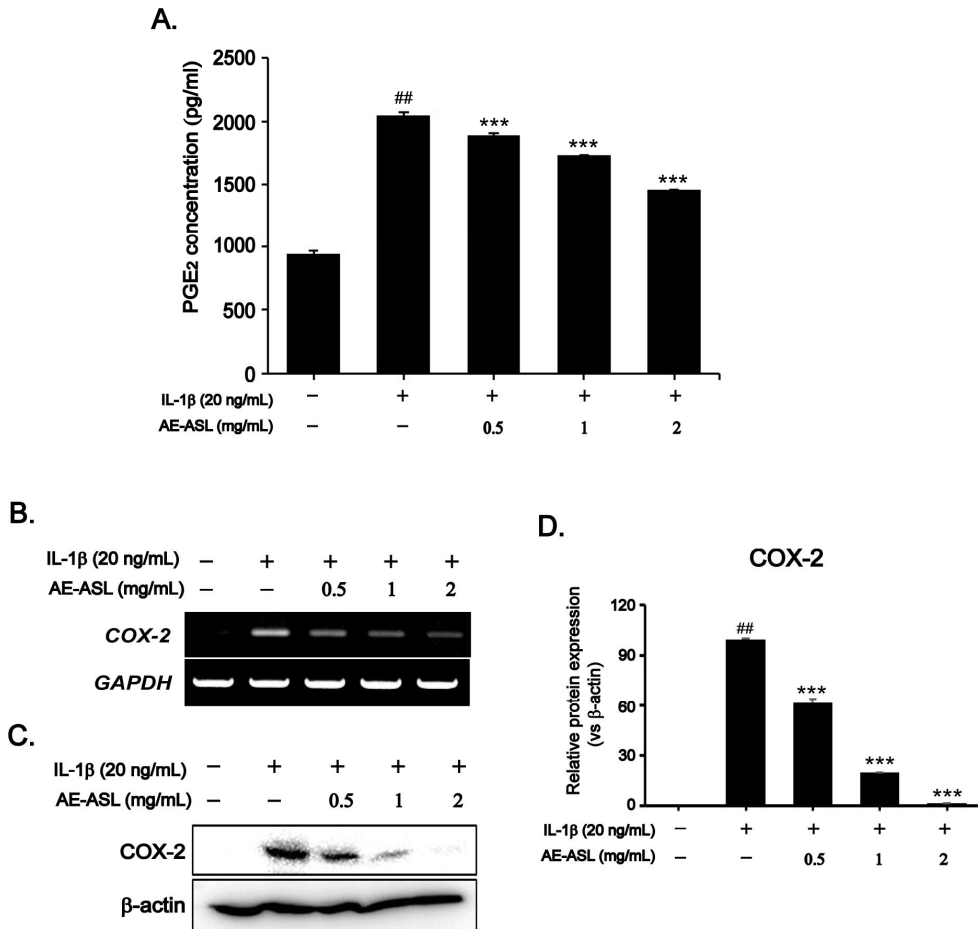 A.
PGE2 concentration (pg/ml)
2500
2000
1500
1000
500
0
##
***
***
***
IL-1β (20 ng/mL) – + + + +
AE-ASL (mg/mL) – – 0.5 1 2
B.
IL-1β (20 ng/mL) – + + + +
AE-ASL (mg/mL) – – 0.5 1 2
COX-2
GAPDH
C.
IL-1β (20 ng/mL) – + + + +
AE-ASL (mg/mL) – – 0.5 1 2
COX-2
β-actin
D.
COX-2
Relative protein expression
(vs β-actin)
120
90
60
30
0
##
***
***
***
IL-1β (20 ng/mL) – + + + +
AE-ASL (mg/mL) – – 0.5 1 2